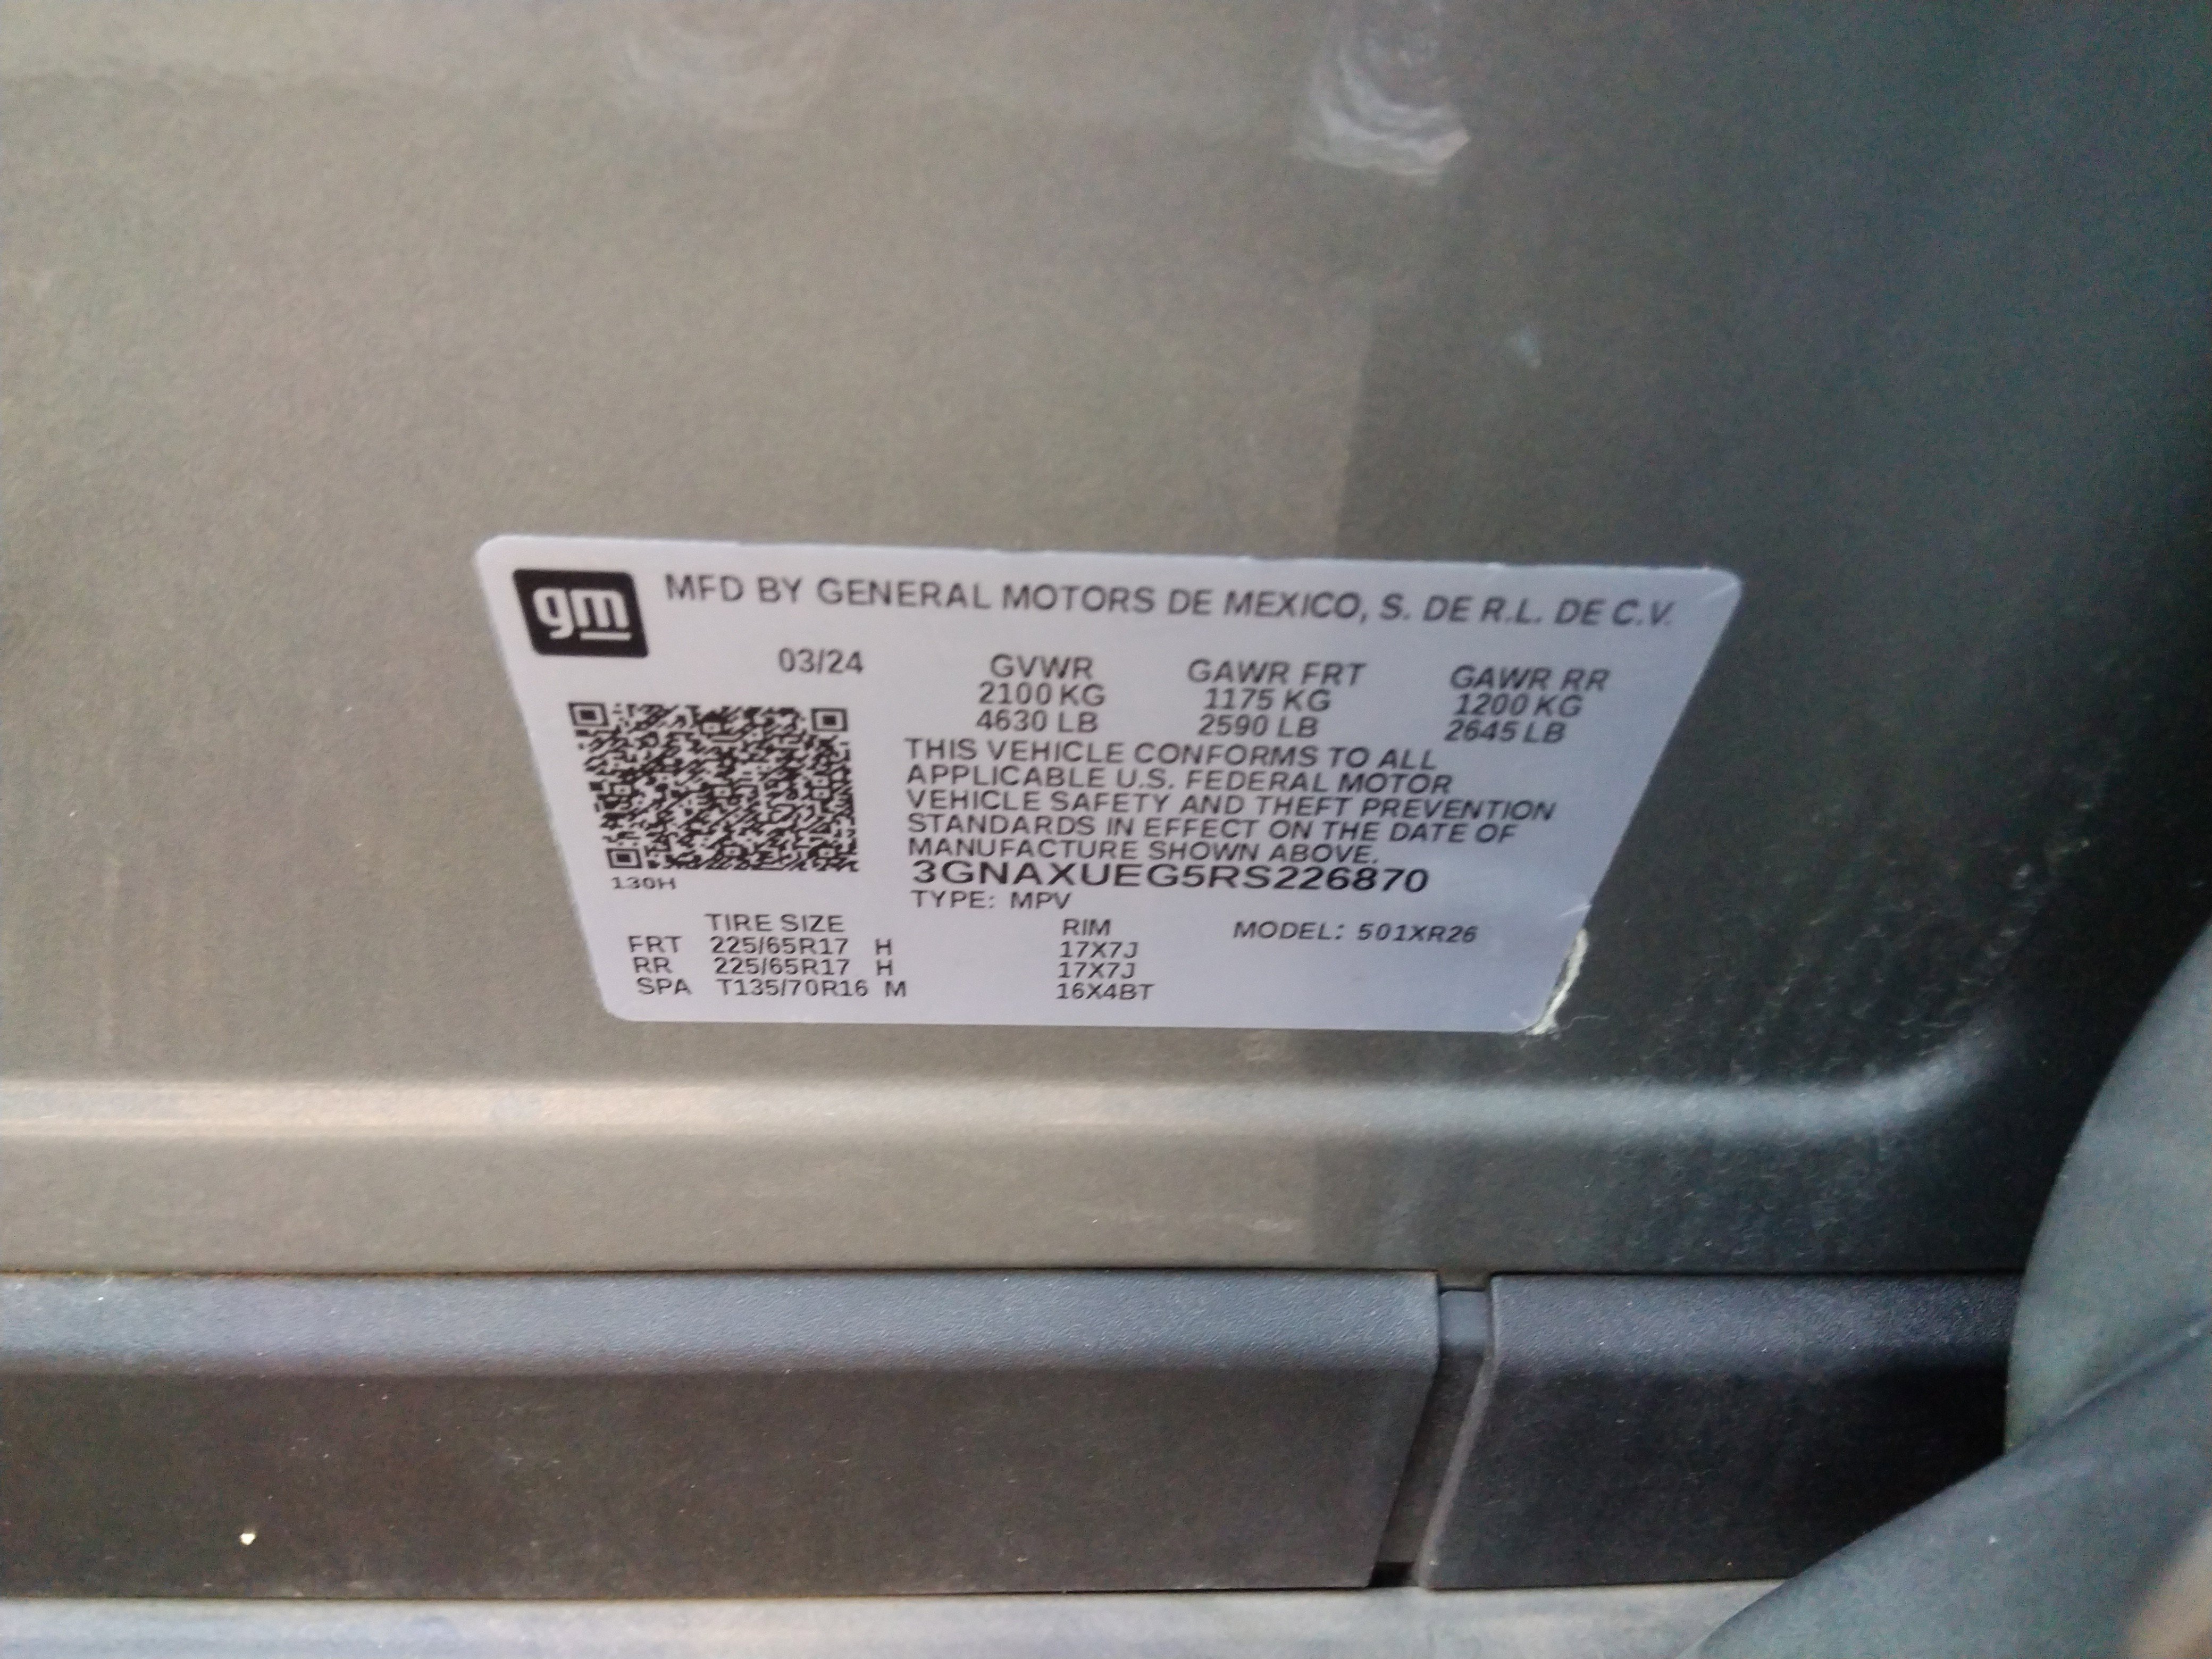 gm MFD BY GENERAL MOTORS DE MEXICO, S. DE R.L. DE C.V.
03/24 GVWR GAWR FRT GAWR RR
2100 KG 1175 KG 1200 KG
4630 LB 2590 LB 2645 LB
THIS VEHICLE CONFORMS TO ALL
APPLICABLE U.S. FEDERAL MOTOR
VEHICLE SAFETY AND THEFT PREVENTION
STANDARDS IN EFFECT ON THE DATE OF
MANUFACTURE SHOWN ABOVE.
130H 3GNAXUEG5RS226870
TYPE: MPV
TIRE SIZE RIM MODEL: 501XR26
FRT 225/65R17 H 17X7J
RR 225/65R17 H 17X7J
SPA T135/70R16 M 16X4BT